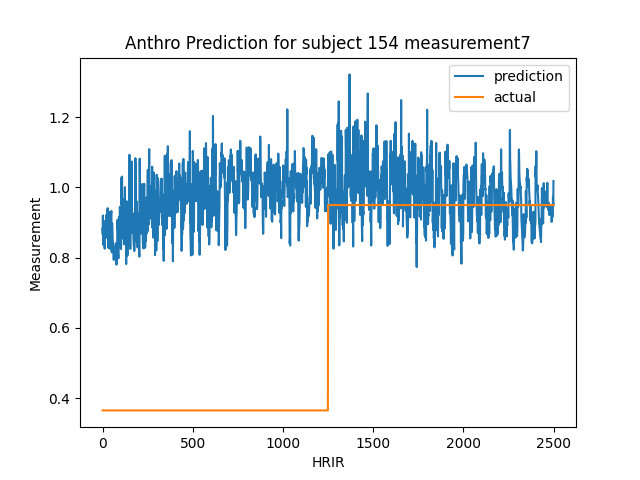 Anthro Prediction for subject 154 measurement7
prediction
actual
1.2
1.0
0.8
0.6
0.4
Measurement
0
500
1000
1500
2000
2500
HRIR